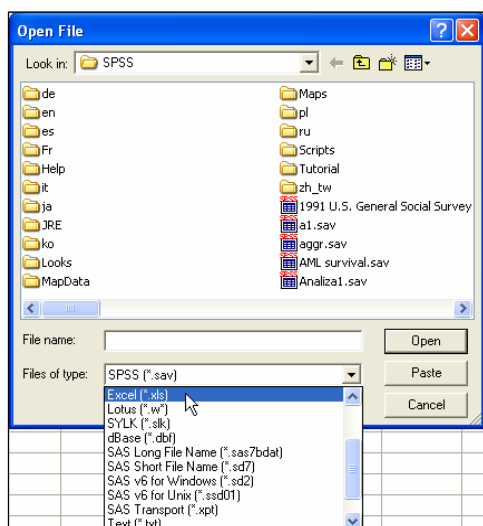 Open File
Look in: SPSS
de
en
es
Fr
Help
it
ja
JRE
ko
Looks
MapData
Maps
pl
ru
Scripts
Tutorial
zh_tw
1991 U.S. General Social Survey
a1.sav
aggr.sav
AML survival.sav
Analiza1.sav
File name:
Open
Files of type: SPSS (*.sav)
Paste
Cancel
Excel (*.xls)
Lotus (*.w*)
SYLK (*.slk)
dBase (*.dbf)
SAS Long File Name (*.sas7bdat)
SAS Short File Name (*.sd7)
SAS v6 for Windows (*.sd2)
SAS v6 for Unix (*.ssd01)
SAS Transport (*.xpt)
Text (*.txt)